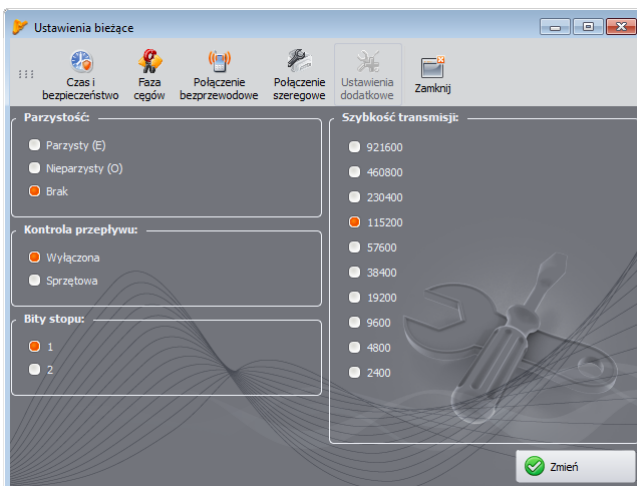 Ustawienia bieżące
Czas i
bezpieczeństwo
Faza
cęgów
Połączenie
bezprzewodowe
Połączenie
szeregowe
Ustawienia
dodatkowe
Zamknij
Parzystość:
Parzysty (E)
Nieparzysty (O)
Brak
Kontrola przepływu:
Wyłączona
Sprzętowa
Bity stopu:
1
2
Szybkość transmisji:
921600
460800
230400
115200
57600
38400
19200
9600
4800
2400
Zmień